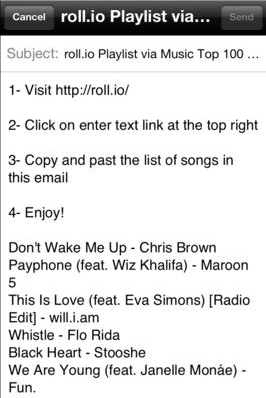 Cancel roll.io Playlist via... Send
Subject: roll.io Playlist via Music Top 100 ...
1- Visit http://roll.io/
2- Click on enter text link at the top right
3- Copy and past the list of songs in
this email
4- Enjoy!
Don't Wake Me Up - Chris Brown
Payphone (feat. Wiz Khalifa) - Maroon
5
This Is Love (feat. Eva Simons) [Radio
Edit] - will.i.am
Whistle - Flo Rida
Black Heart - Stooshe
We Are Young (feat. Janelle Monáe) -
Fun.